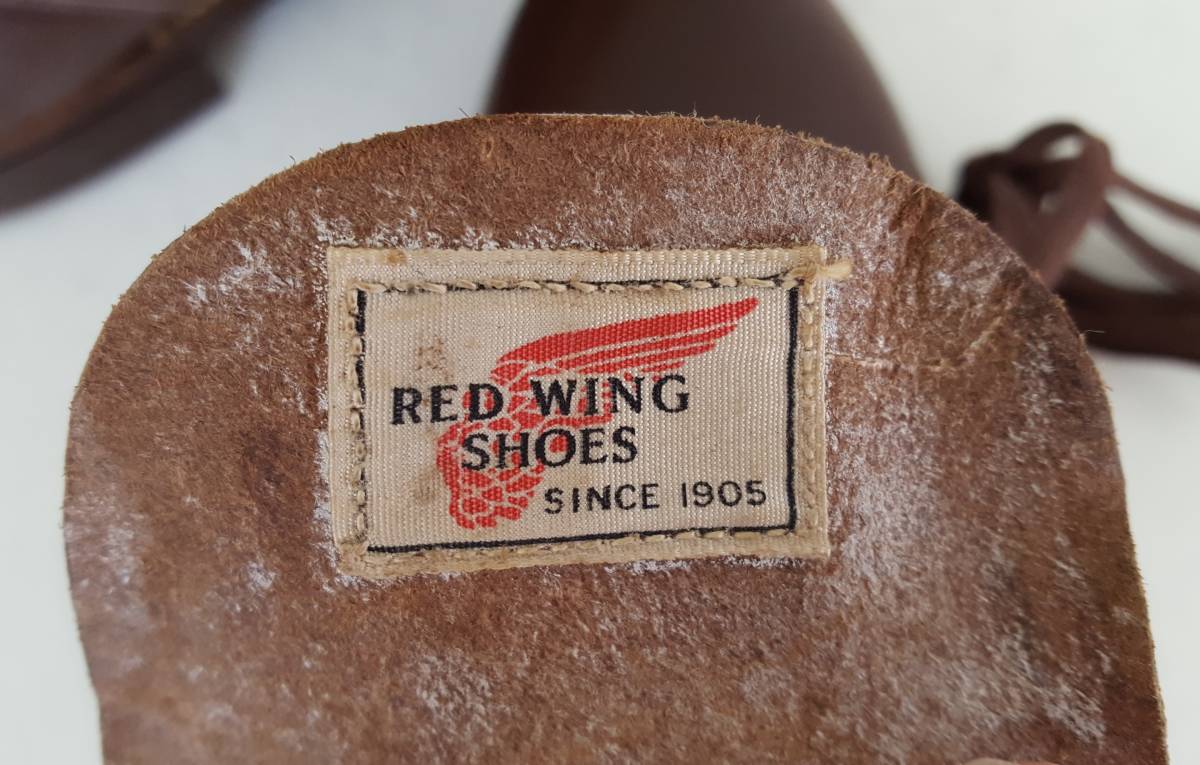 RED WING
SHOES
SINCE 1905